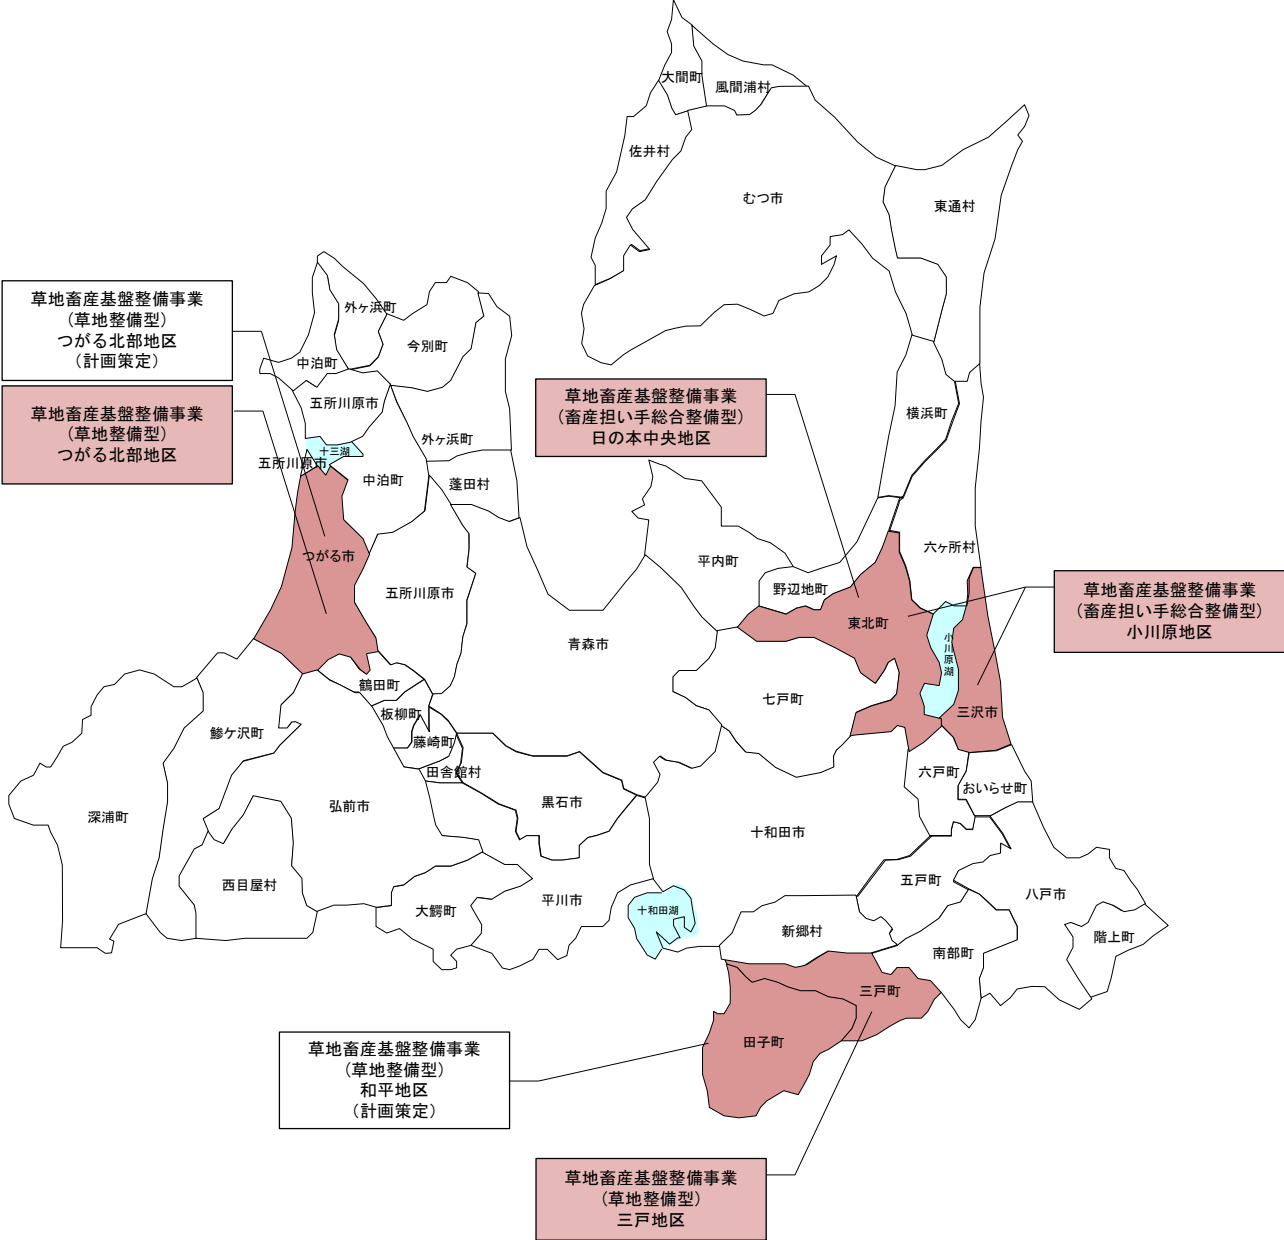 大間町
風間浦村
佐井村
むつ市
東通村
草地畜産基盤整備事業
（草地整備型）
つがる北部地区
（計画策定）
草地畜産基盤整備事業
（草地整備型）
つがる北部地区
外ヶ浜町
今別町
中泊町
五所川原市
十三湖
五所川原市
中泊町
外ヶ浜町
蓬田村
草地畜産基盤整備事業
（畜産担い手総合整備型）
日の本中央地区
横浜町
六ヶ所村
平内町
野辺地町
つがる市
五所川原市
青森市
東北町
小川原湖
草地畜産基盤整備事業
（畜産担い手総合整備型）
小川原地区
七戸町
三沢市
鶴田町
板柳町
藤崎町
田舎館村
鰺ケ沢町
弘前市
黒石市
深浦町
西目屋村
大鰐町
平川市
十和田市
六戸町
おいらせ町
五戸町
八戸市
階上町
十和田湖
新郷村
南部町
三戸町
田子町
草地畜産基盤整備事業
（草地整備型）
和平地区
（計画策定）
草地畜産基盤整備事業
（草地整備型）
三戸地区